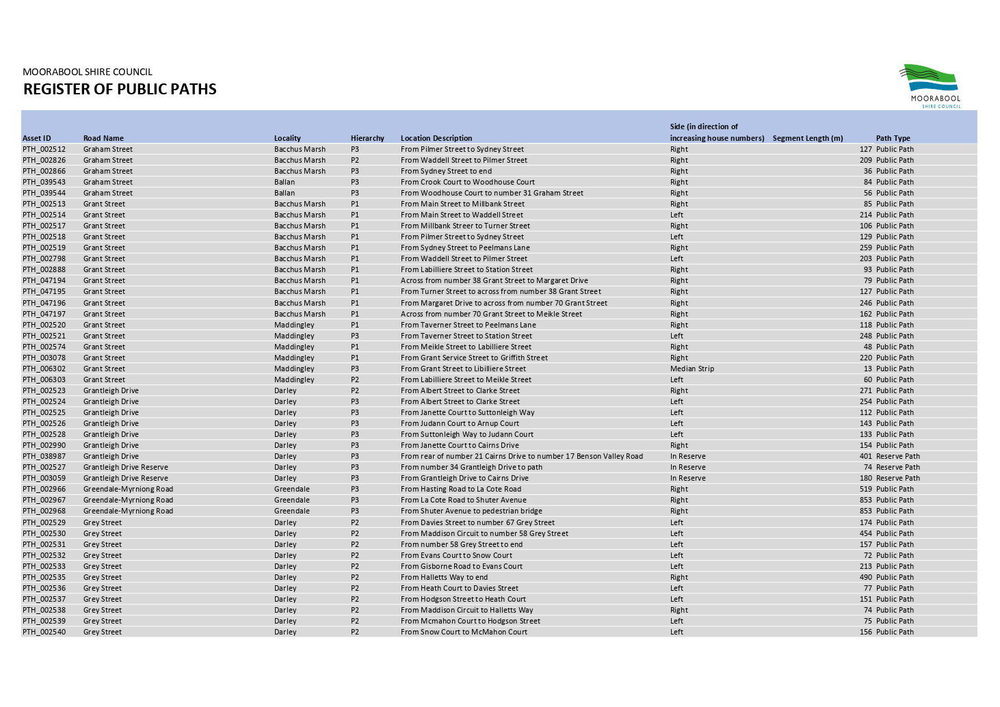 MOORABOOL SHIRE COUNCIL
REGISTER OF PUBLIC PATHS
MOORABOOL
SHIRE COUNCIL
Asset ID Road Name Locality Hierarchy Location Description Side (in direction of increasing house numbers) Segment Length (m) Path Type
PTH_002512 Graham Street Bacchus Marsh P3 From Pilmer Street to Sydney Street Right 127 Public Path
PTH_002826 Graham Street Bacchus Marsh P2 From Waddell Street to Pilmer Street Right 209 Public Path
PTH_002866 Graham Street Bacchus Marsh P3 From Sydney Street to end Right 36 Public Path
PTH_039543 Graham Street Ballan P3 From Crook Court to Woodhouse Court Right 84 Public Path
PTH_039544 Graham Street Ballan P3 From Woodhouse Court to number 31 Graham Street Right 56 Public Path
PTH_002513 Grant Street Bacchus Marsh P1 From Main Street to Millbank Street Right 85 Public Path
PTH_002514 Grant Street Bacchus Marsh P1 From Main Street to Waddell Street Left 214 Public Path
PTH_002517 Grant Street Bacchus Marsh P1 From Millbank Streer to Turner Street Right 106 Public Path
PTH_002518 Grant Street Bacchus Marsh P1 From Pilmer Street to Sydney Street Left 129 Public Path
PTH_002519 Grant Street Bacchus Marsh P1 From Sydney Street to Peelmans Lane Right 259 Public Path
PTH_002798 Grant Street Bacchus Marsh P1 From Waddell Street to Pilmer Street Left 203 Public Path
PTH_002888 Grant Street Bacchus Marsh P1 From Labilliere Street to Station Street Right 93 Public Path
PTH_047194 Grant Street Bacchus Marsh P1 Across from number 38 Grant Street to Margaret Drive Right 79 Public Path
PTH_047195 Grant Street Bacchus Marsh P1 From Turner Street to across from number 38 Grant Street Right 127 Public Path
PTH_047196 Grant Street Bacchus Marsh P1 From Margaret Drive to across from number 70 Grant Street Right 246 Public Path
PTH_047197 Grant Street Bacchus Marsh P1 Across from number 70 Grant Street to Meikle Street Right 162 Public Path
PTH_002520 Grant Street Maddingley P1 From Taverner Street to Peelmans Lane Right 118 Public Path
PTH_002521 Grant Street Maddingley P3 From Taverner Street to Station Street Left 248 Public Path
PTH_002574 Grant Street Maddingley P1 From Meikle Street to Labilliere Street Right 48 Public Path
PTH_003078 Grant Street Maddingley P1 From Grant Service Street to Griffith Street Right 220 Public Path
PTH_006302 Grant Street Maddingley P3 From Grant Street to Libilliere Street Median Strip 13 Public Path
PTH_006303 Grant Street Maddingley P2 From Labilliere Street to Meikle Street Left 60 Public Path
PTH_002523 Grantleigh Drive Darley P2 From Albert Street to Clarke Street Right 271 Public Path
PTH_002524 Grantleigh Drive Darley P3 From Albert Street to Clarke Street Left 254 Public Path
PTH_002525 Grantleigh Drive Darley P3 From Janette Court to Suttonleigh Way Left 112 Public Path
PTH_002526 Grantleigh Drive Darley P3 From Judann Court to Arnup Court Left 143 Public Path
PTH_002528 Grantleigh Drive Darley P3 From Suttonleigh Way to Judann Court Left 133 Public Path
PTH_002990 Grantleigh Drive Darley P3 From Janette Court to Cairns Drive Right 154 Public Path
PTH_038987 Grantleigh Drive Darley P3 From rear of number 21 Cairns Drive to number 17 Benson Valley Road In Reserve 401 Reserve Path
PTH_002527 Grantleigh Drive Reserve Darley P3 From number 34 Grantleigh Drive to path In Reserve 74 Reserve Path
PTH_003059 Grantleigh Drive Reserve Darley P3 From Grantleigh Drive to Cairns Drive In Reserve 180 Reserve Path
PTH_002966 Greendale-Myrniong Road Greendale P3 From Hasting Road to La Cote Road Right 519 Public Path
PTH_002967 Greendale-Myrniong Road Greendale P3 From La Cote Road to Shuter Avenue Right 853 Public Path
PTH_002968 Greendale-Myrniong Road Greendale P3 From Shuter Avenue to pedestrian bridge Right 853 Public Path
PTH_002529 Grey Street Darley P2 From Davies Street to number 67 Grey Street Left 174 Public Path
PTH_002530 Grey Street Darley P2 From Maddison Circuit to number 58 Grey Street Left 454 Public Path
PTH_002531 Grey Street Darley P2 From number 58 Grey Street to end Left 157 Public Path
PTH_002532 Grey Street Darley P2 From Evans Court to Snow Court Left 72 Public Path
PTH_002533 Grey Street Darley P2 From Gisborne Road to Evans Court Left 213 Public Path
PTH_002535 Grey Street Darley P2 From Halletts Way to end Right 490 Public Path
PTH_002536 Grey Street Darley P2 From Heath Court to Davies Street Left 77 Public Path
PTH_002537 Grey Street Darley P2 From Hodgson Street to Heath Court Left 151 Public Path
PTH_002538 Grey Street Darley P2 From Maddison Circuit to Halletts Way Right 74 Public Path
PTH_002539 Grey Street Darley P2 From Mcmahon Court to Hodgson Street Left 75 Public Path
PTH_002540 Grey Street Darley P2 From Snow Court to McMahon Court Left 156 Public Path